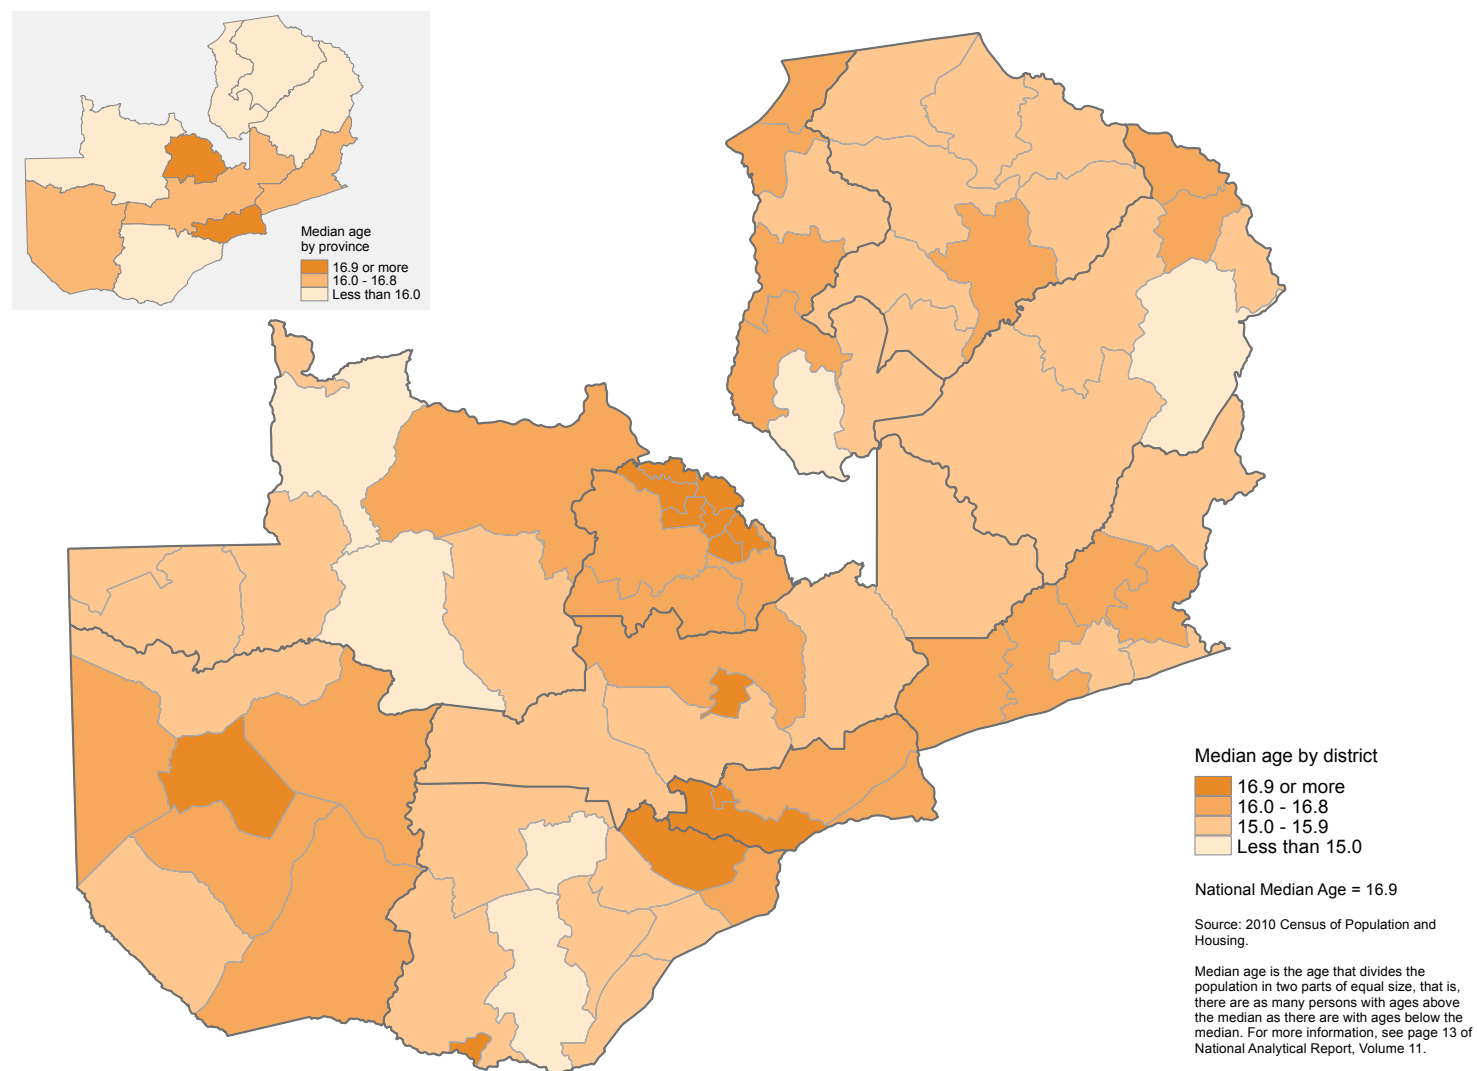 Median age
by province
16.9 or more
16.0 - 16.8
Less than 16.0
Median age by district
16.9 or more
16.0 - 16.8
15.0 - 15.9
Less than 15.0
National Median Age = 16.9
Source: 2010 Census of Population and
Housing.
Median age is the age that divides the
population in two parts of equal size, that is,
there are as many persons with ages above
the median as there are with ages below the
median. For more information, see page 13 of
National Analytical Report, Volume 11.